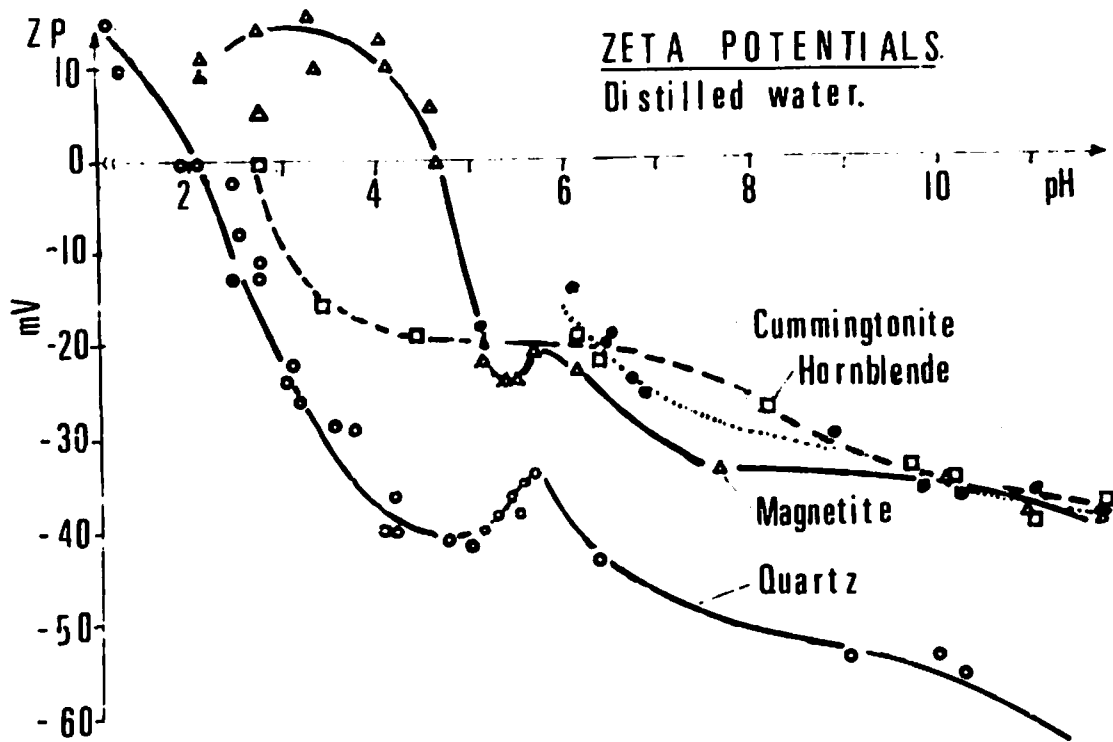 ZP
ZETA POTENTIALS.
Distilled water.
10
0
2
4
6
8
10
pH
-10
mV
-20
Cummingtonite
Hornblende
-30
Magnetite
-40
Quartz
-50
-60